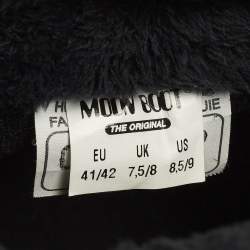 MOON BOOT
THE ORIGINAL
EU UK US
41/42 7,5/8 8,5/9